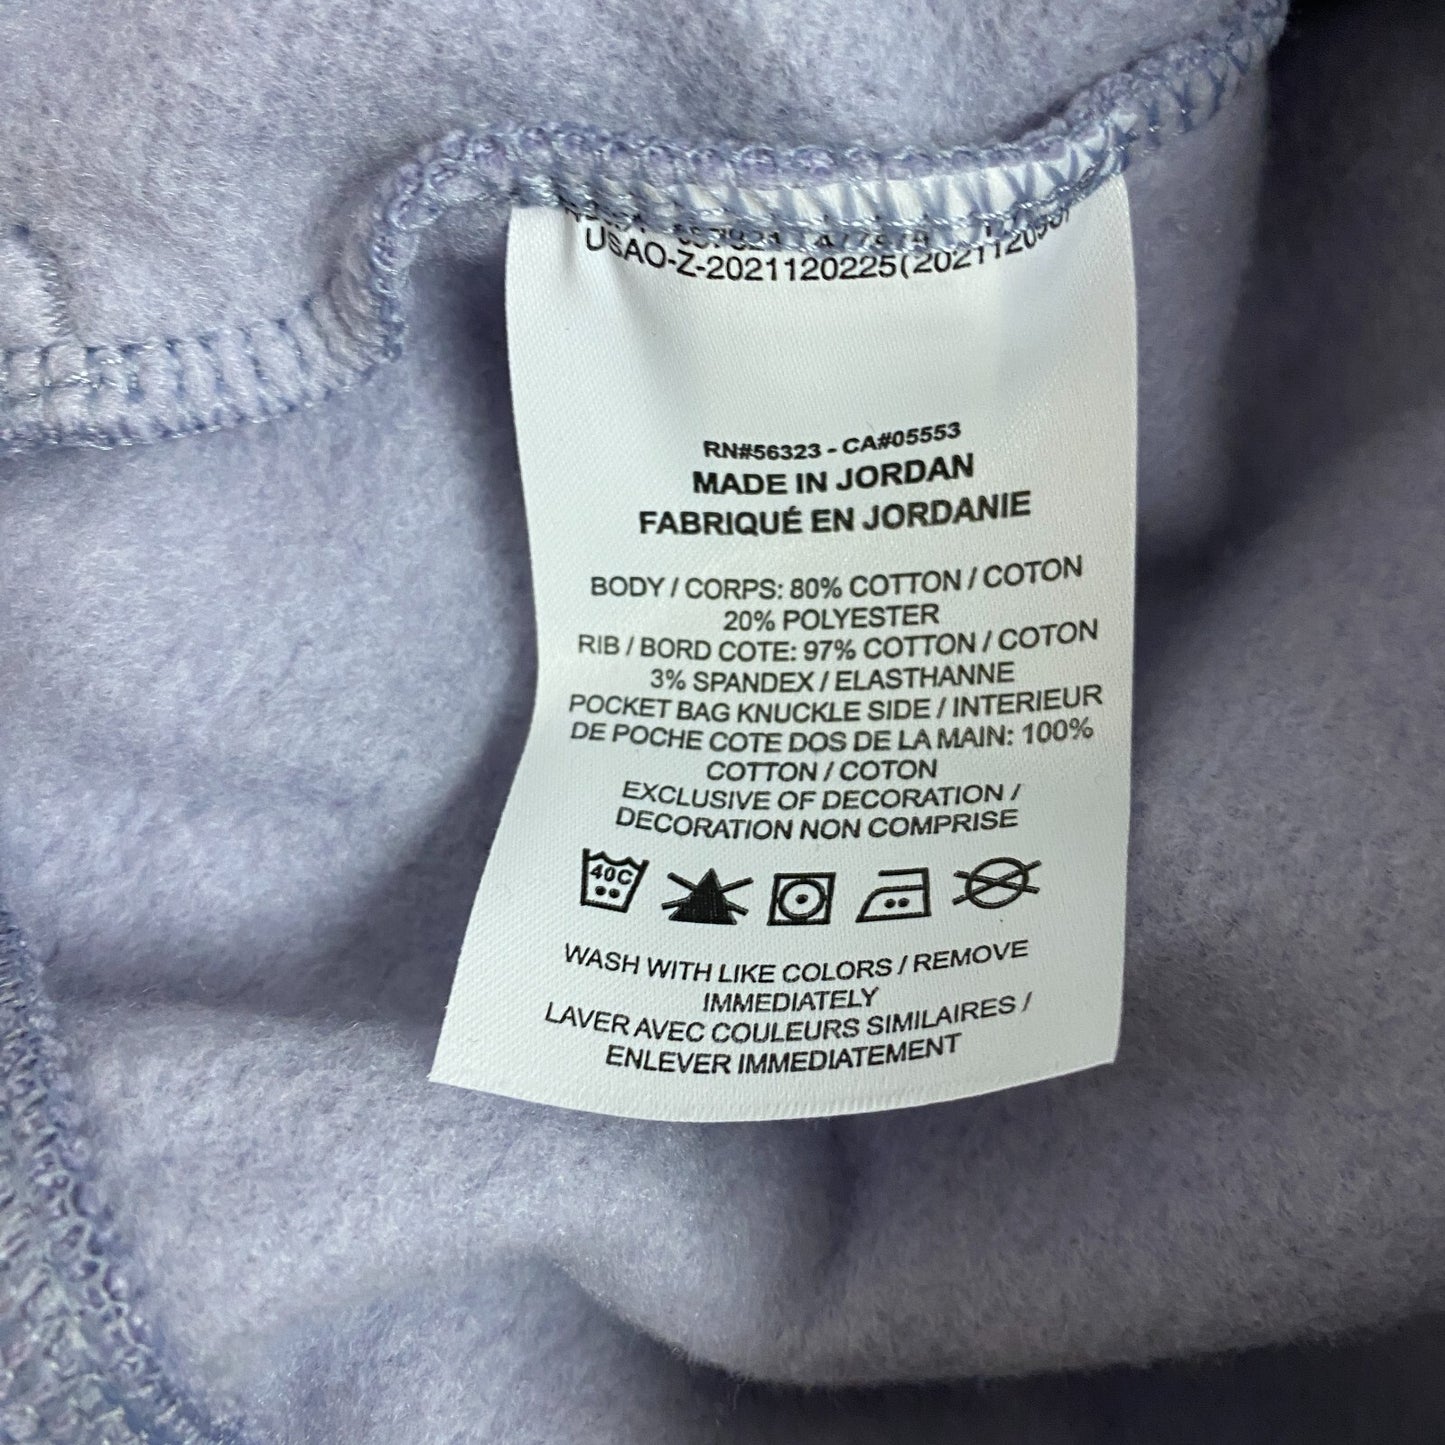 USAO-Z-2021120225(20211209
RN#56323 - CA#05553
MADE IN JORDAN
FABRIQUÉ EN JORDANIE
BODY / CORPS: 80% COTTON / COTON
20% POLYESTER
RIB / BORD COTE: 97% COTTON / COTON
3% SPANDEX / ELASTHANNE
POCKET BAG KNUCKLE SIDE / INTERIEUR
DE POCHE COTE DOS DE LA MAIN: 100%
COTTON / COTON
EXCLUSIVE OF DECORATION /
DECORATION NON COMPRISE
40C
WASH WITH LIKE COLORS / REMOVE
IMMEDIATELY
LAVER AVEC COULEURS SIMILAIRES /
ENLEVER IMMEDIATEMENT